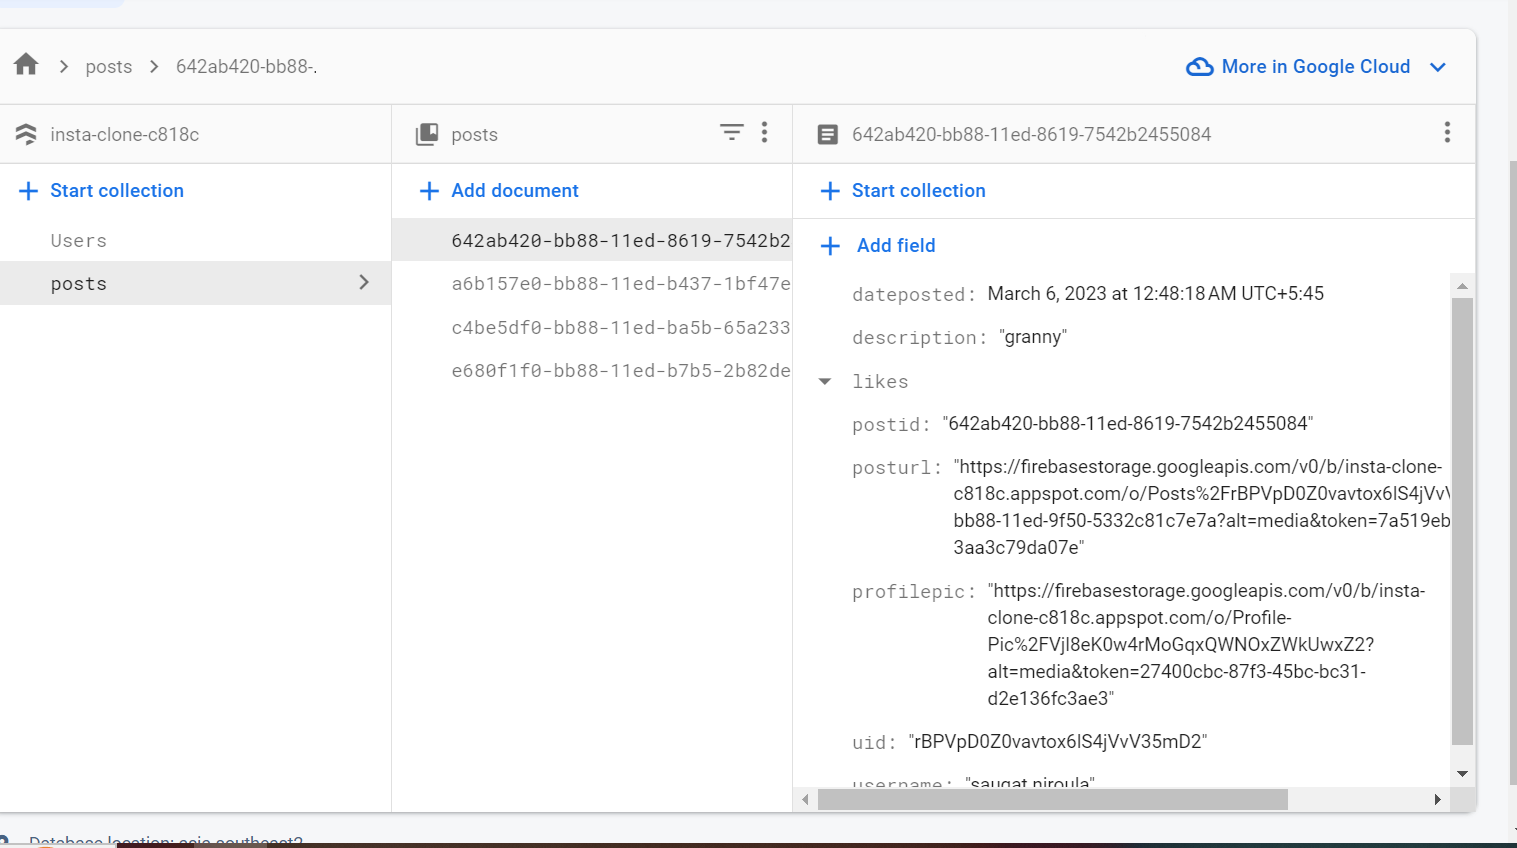 posts 642ab420-bb88-.
More in Google Cloud
insta-clone-c818c
posts
642ab420-bb88-11ed-8619-7542b2455084
Start collection
Add document
Start collection
Users
posts
642ab420-bb88-11ed-8619-7542b2
a6b157e0-bb88-11ed-b437-1bf47e
c4be5df0-bb88-11ed-ba5b-65a233
e680f1f0-bb88-11ed-b7b5-2b82de
Add field
dateposted: March 6, 2023 at 12:48:18 AM UTC+5:45
description: "granny"
likes
postid: "642ab420-bb88-11ed-8619-7542b2455084"
posturl: "https://firebasestorage.googleapis.com/v0/b/insta-clone-
c818c.appspot.com/o/Posts%2FrBPVpD0Z0vavtox6lS4jVv
bb88-11ed-9f50-5332c81c7e7a?alt=media&token=7a519eb
3aa3c79da07e"
profilepic: "https://firebasestorage.googleapis.com/v0/b/insta-
clone-c818c.appspot.com/o/Profile-
Pic%2FVjI8eK0w4rMoGqxQWNOxZWkUwxZ2?
alt=media&token=27400cbc-87f3-45bc-bc31-
d2e136fc3ae3"
uid: "rBPVpD0Z0vavtox6lS4jVvV35mD2"
username: "saugat niroula"
Database location: asia-southeast2